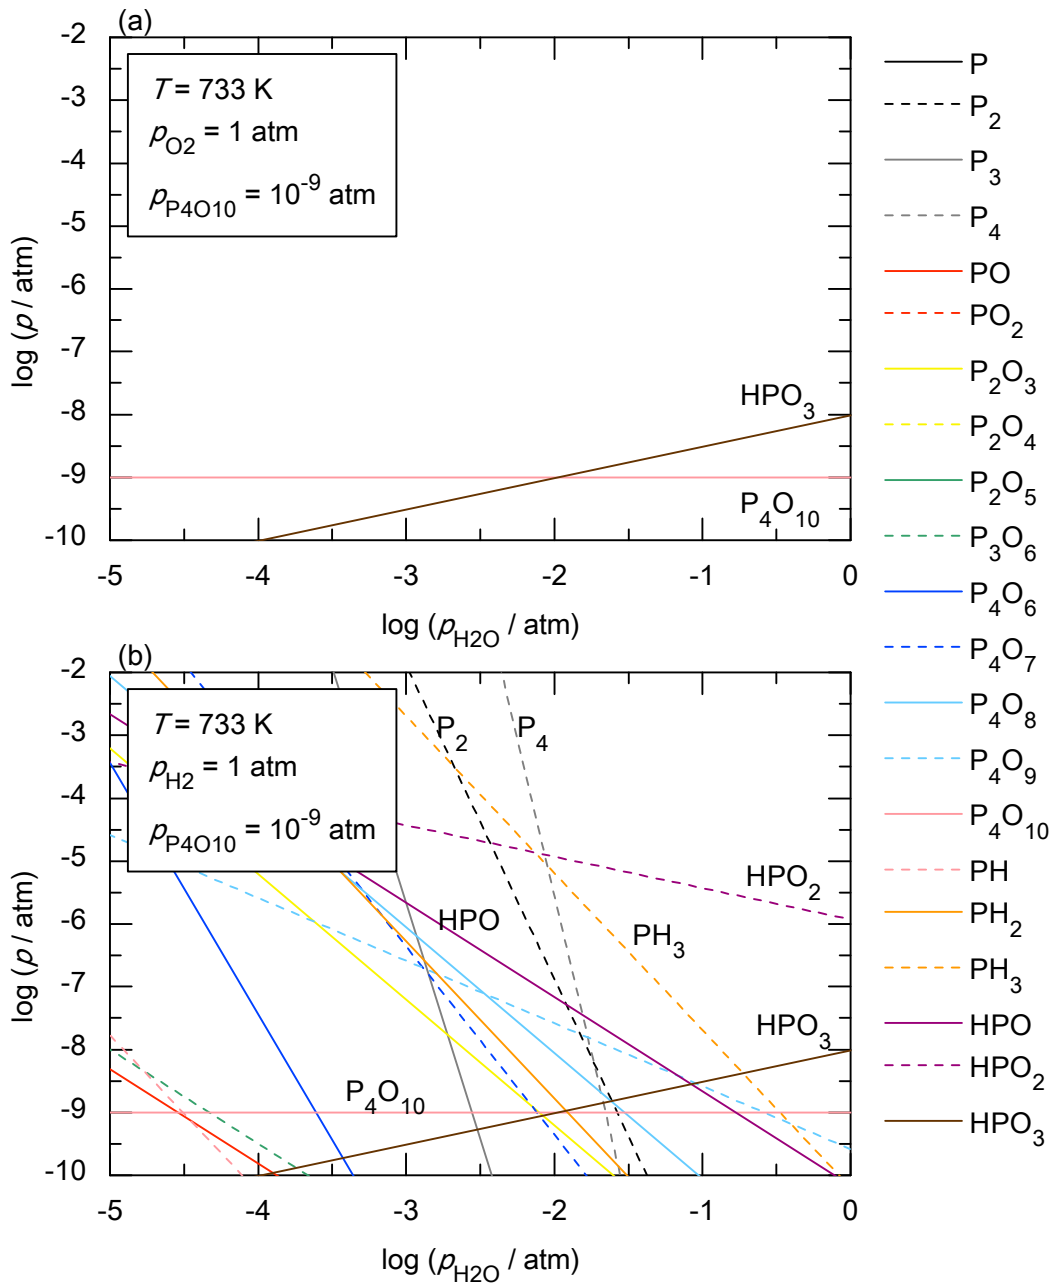 (a)
-2
-3
-4
-5
-6
-7
-8
-9
-10
log (p / atm)
T = 733 K
pO2 = 1 atm
pP4O10 = 10^-9 atm
HPO3
P4O10
-5 -4 -3 -2 -1 0
log (pH2O / atm)
(b)
-2
-3
-4
-5
-6
-7
-8
-9
-10
log (p / atm)
T = 733 K
pH2 = 1 atm
pP4O10 = 10^-9 atm
P2
P4
HPO2
HPO
PH3
HPO3
P4O10
-5 -4 -3 -2 -1 0
log (pH2O / atm)
P
P2
P3
P4
PO
PO2
P2O3
P2O4
P2O5
P3O6
P4O6
P4O7
P4O8
P4O9
P4O10
PH
PH2
PH3
HPO
HPO2
HPO3